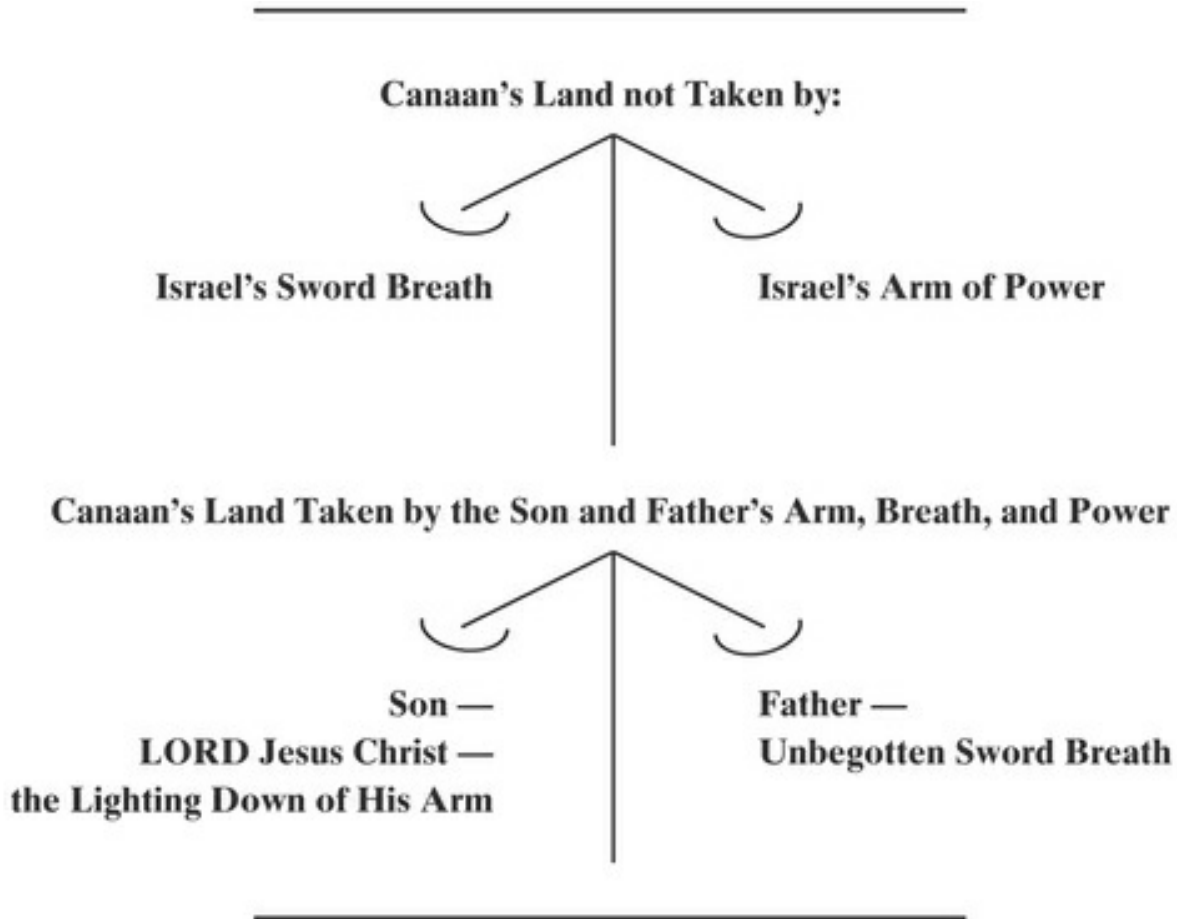 Canaan’s Land not Taken by:
Israel’s Sword Breath
Israel’s Arm of Power
Canaan’s Land Taken by the Son and Father’s Arm, Breath, and Power
Son —
LORD Jesus Christ —
the Lighting Down of His Arm
Father —
Unbegotten Sword Breath